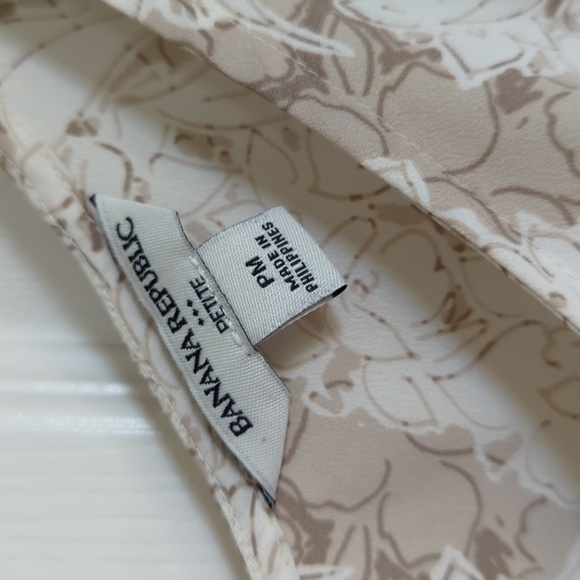 BANANA REPUBLIC
PETITE
PM
MADE IN
PHILIPPINES